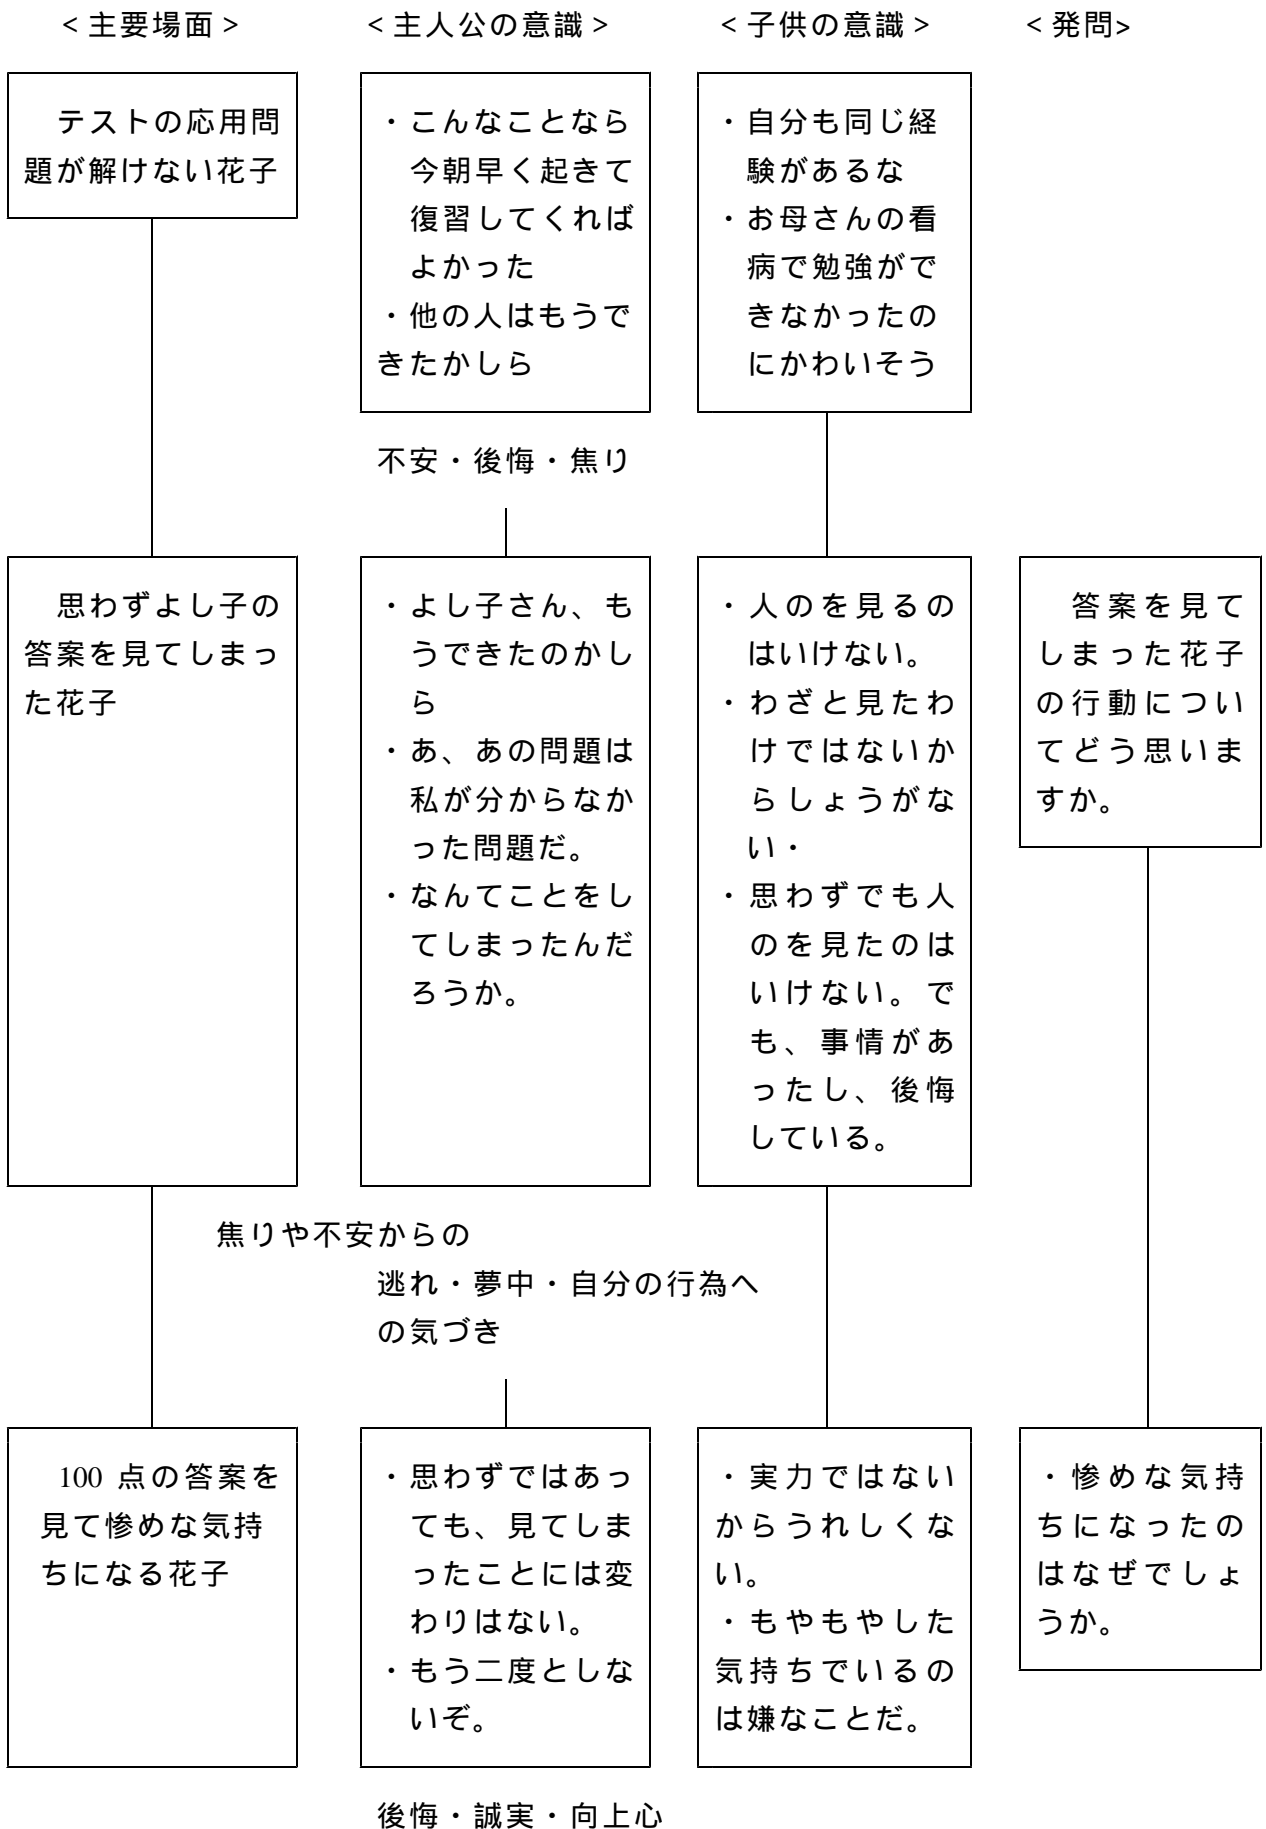 ＜主要場面＞
＜主人公の意識＞
＜子供の意識＞
＜発問>
テストの応用問
題が解けない花子
・こんなことなら
今朝早く起きて
復習してくれば
よかった
・他の人はもうで
きたかしら
・自分も同じ経
験があるな
・お母さんの看
病で勉強がで
きなかったの
にかわいそう
不安・後悔・焦り
思わずよし子の
答案を見てしまっ
た花子
・よし子さん、も
うできたのかし
ら
・あ、あの問題は
私が分からなか
った問題だ。
・なんてことをし
てしまったんだ
ろうか。
・人のを見るの
はいけない。
・わざと見たわ
けではないか
らしょうがな
い・
・思わずでも人
のを見たのは
いけない。で
も、事情があ
ったし、後悔
している。
答案を見て
しまった花子
の行動につい
てどう思いま
すか。
焦りや不安からの
逃れ・夢中・自分の行為へ
の気づき
100 点の答案を
見て惨めな気持
ちになる花子
・思わずではあっ
ても、見てしま
ったことには変
わりはない。
・もう二度としな
いぞ。
・実力ではない
からうれしくな
い。
・もやもやした
気持ちでいるの
は嫌なことだ。
・惨めな気持
ちになったの
はなぜでしょ
うか。
後悔・誠実・向上心